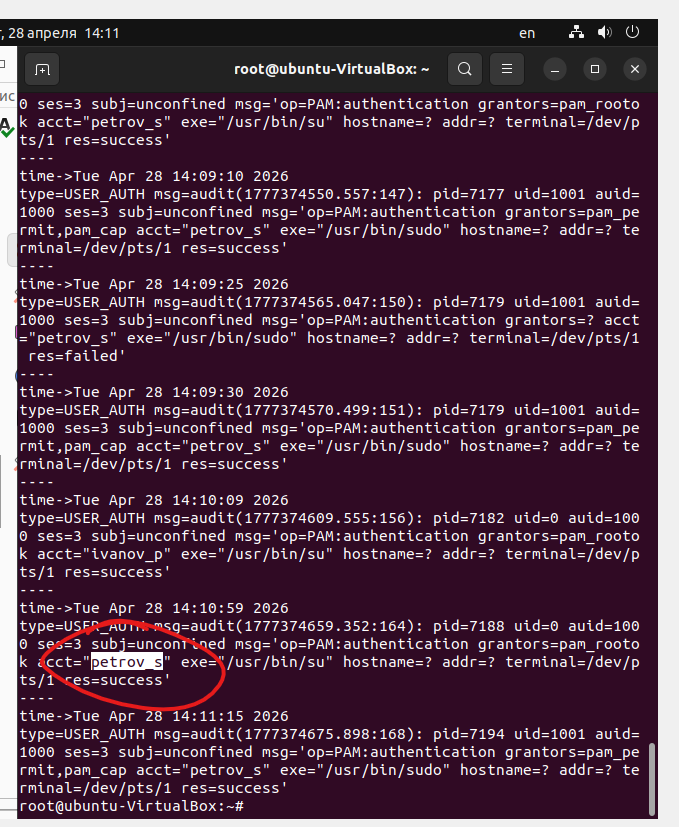 , 28 апреля 14:11
en
root@ubuntu-VirtualBox: ~
ис
A
0 ses=3 subj=unconfined msg='op=PAM:authentication grantors=pam_rooto
k acct="petrov_s" exe="/usr/bin/su" hostname=? addr=? terminal=/dev/p
ts/1 res=success'
----
time->Tue Apr 28 14:09:10 2026
type=USER_AUTH msg=audit(1777374550.557:147): pid=7177 uid=1001 auid=
1000 ses=3 subj=unconfined msg='op=PAM:authentication grantors=pam_pe
rmit,pam_cap acct="petrov_s" exe="/usr/bin/sudo" hostname=? addr=? te
rminal=/dev/pts/1 res=success'
----
time->Tue Apr 28 14:09:25 2026
type=USER_AUTH msg=audit(1777374565.047:150): pid=7179 uid=1001 auid=
1000 ses=3 subj=unconfined msg='op=PAM:authentication grantors=? acct
="petrov_s" exe="/usr/bin/sudo" hostname=? addr=? terminal=/dev/pts/1
 res=failed'
----
time->Tue Apr 28 14:09:30 2026
type=USER_AUTH msg=audit(1777374570.499:151): pid=7179 uid=1001 auid=
1000 ses=3 subj=unconfined msg='op=PAM:authentication grantors=pam_pe
rmit,pam_cap acct="petrov_s" exe="/usr/bin/sudo" hostname=? addr=? te
rminal=/dev/pts/1 res=success'
----
time->Tue Apr 28 14:10:09 2026
type=USER_AUTH msg=audit(1777374609.555:156): pid=7182 uid=0 auid=100
0 ses=3 subj=unconfined msg='op=PAM:authentication grantors=pam_rooto
k acct="ivanov_p" exe="/usr/bin/su" hostname=? addr=? terminal=/dev/p
ts/1 res=success'
----
time->Tue Apr 28 14:10:59 2026
type=USER_AUTH msg=audit(1777374659.352:164): pid=7188 uid=0 auid=100
0 ses=3 subj=unconfined msg='op=PAM:authentication grantors=pam_rooto
k acct="petrov_s" exe="/usr/bin/su" hostname=? addr=? terminal=/dev/p
ts/1 res=success'
----
time->Tue Apr 28 14:11:15 2026
type=USER_AUTH msg=audit(1777374675.898:168): pid=7194 uid=1001 auid=
1000 ses=3 subj=unconfined msg='op=PAM:authentication grantors=pam_pe
rmit,pam_cap acct="petrov_s" exe="/usr/bin/sudo" hostname=? addr=? te
rminal=/dev/pts/1 res=success'
root@ubuntu-VirtualBox:~#